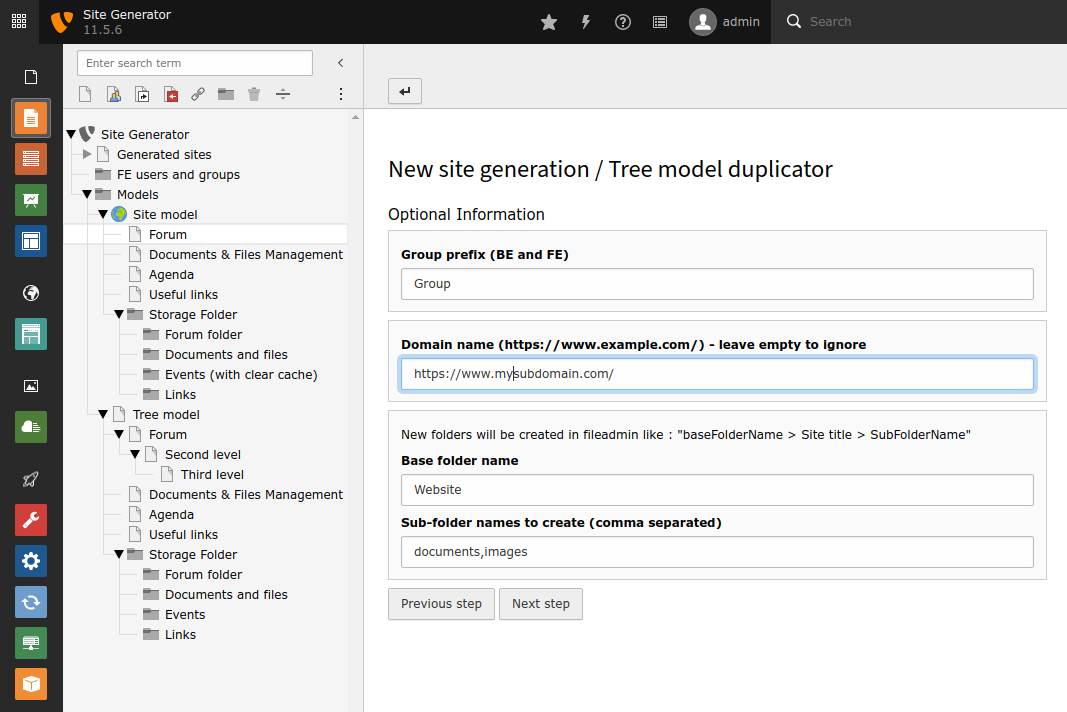 Site Generator
11.5.6
admin
Search
Enter search term
Site Generator
Generated sites
FE users and groups
Models
Site model
Forum
Documents & Files Management
Agenda
Useful links
Storage Folder
Forum folder
Documents and files
Events (with clear cache)
Links
Tree model
Forum
Second level
Third level
Documents & Files Management
Agenda
Useful links
Storage Folder
Forum folder
Documents and files
Events
Links
New site generation / Tree model duplicator
Optional Information
Group prefix (BE and FE)
Group
Domain name (https://www.example.com/) - leave empty to ignore
https://www.mysubdomain.com/
New folders will be created in fileadmin like : "baseFolderName > Site title > SubFolderName"
Base folder name
Website
Sub-folder names to create (comma separated)
documents,images
Previous step
Next step